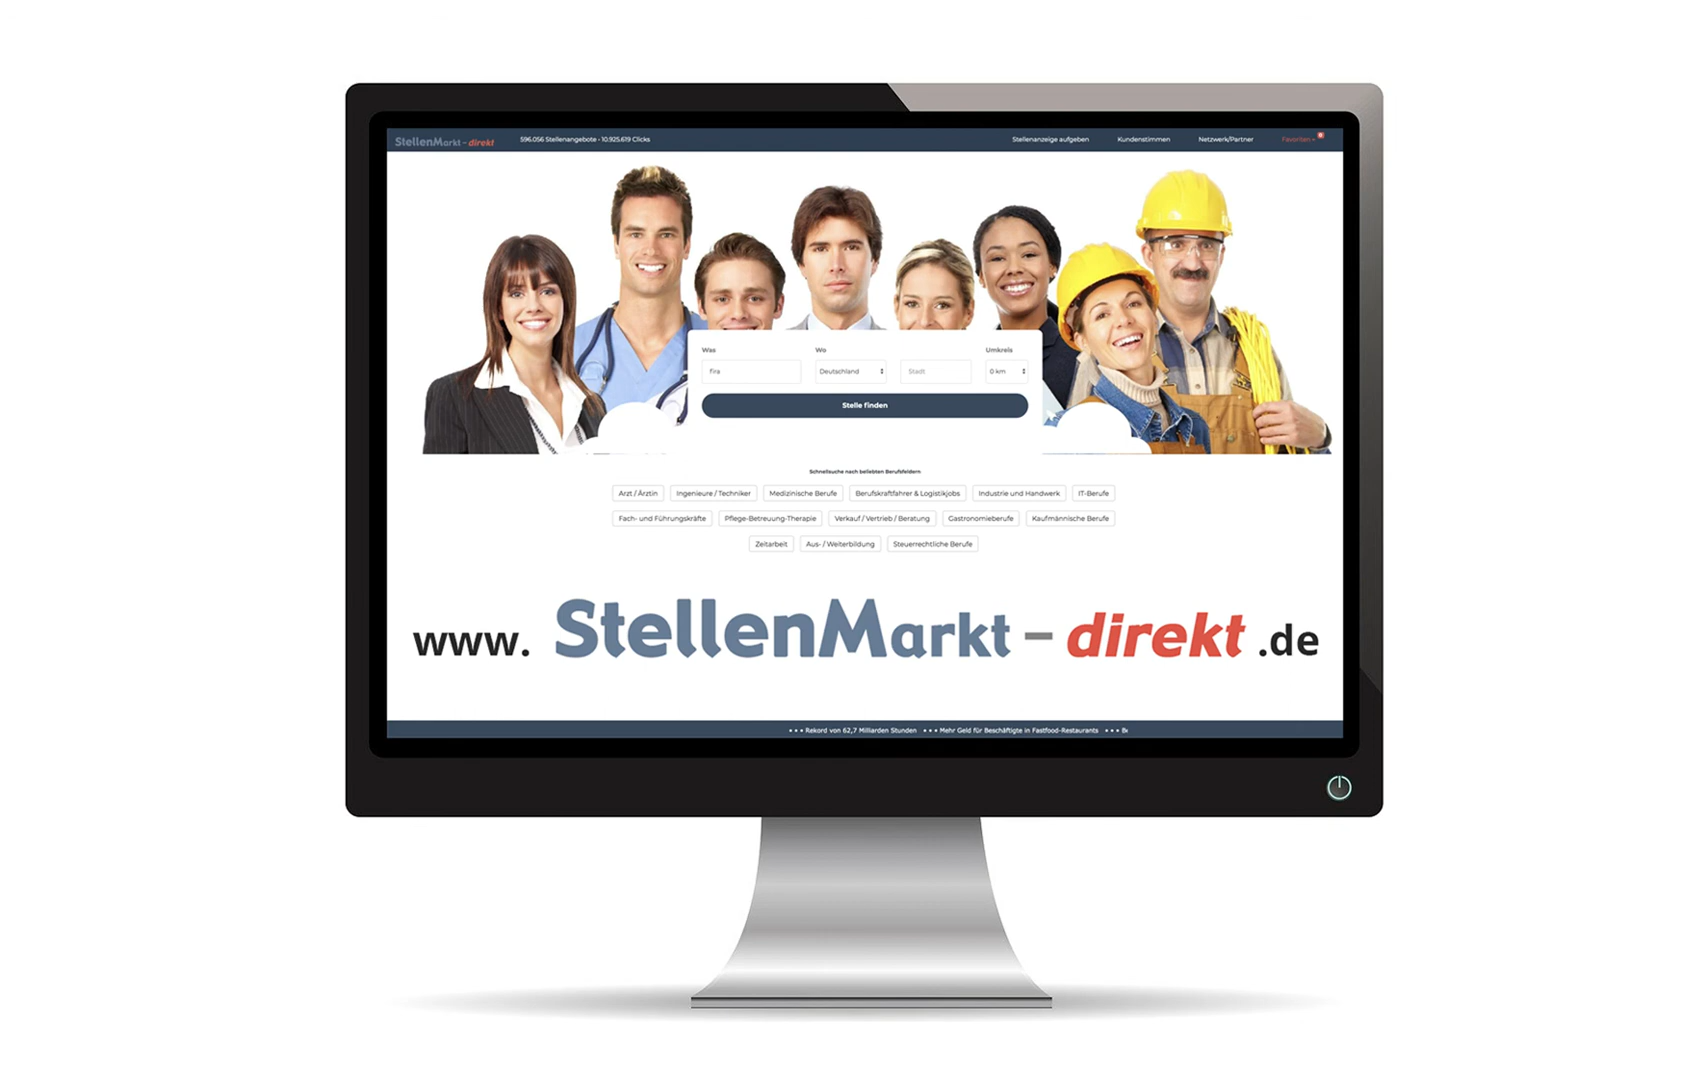 StellenMarkt - direkt 596.056 Stellenangebote • 10.925.619 Clicks Stellenanzeige aufgeben Kundenstimmen Netzwerk/Partner Favoriten
Was Wo Umkreis
fira Deutschland Stadt 0 km
Stelle finden
Schnellsuche nach beliebten Berufsfeldern
Arzt / Ärztin Ingenieure / Techniker Medizinische Berufe Berufskraftfahrer & Logistikjobs Industrie und Handwerk IT-Berufe
Fach- und Führungskräfte Pflege-Betreuung-Therapie Verkauf / Vertrieb / Beratung Gastronomieberufe Kaufmännische Berufe
Zeitarbeit Aus- / Weiterbildung Steuerrechtliche Berufe
www. StellenMarkt - direkt .de
• • • Rekord von 62,7 Milliarden Stunden • • • Mehr Geld für Beschäftigte in Fastfood-Restaurants • • •